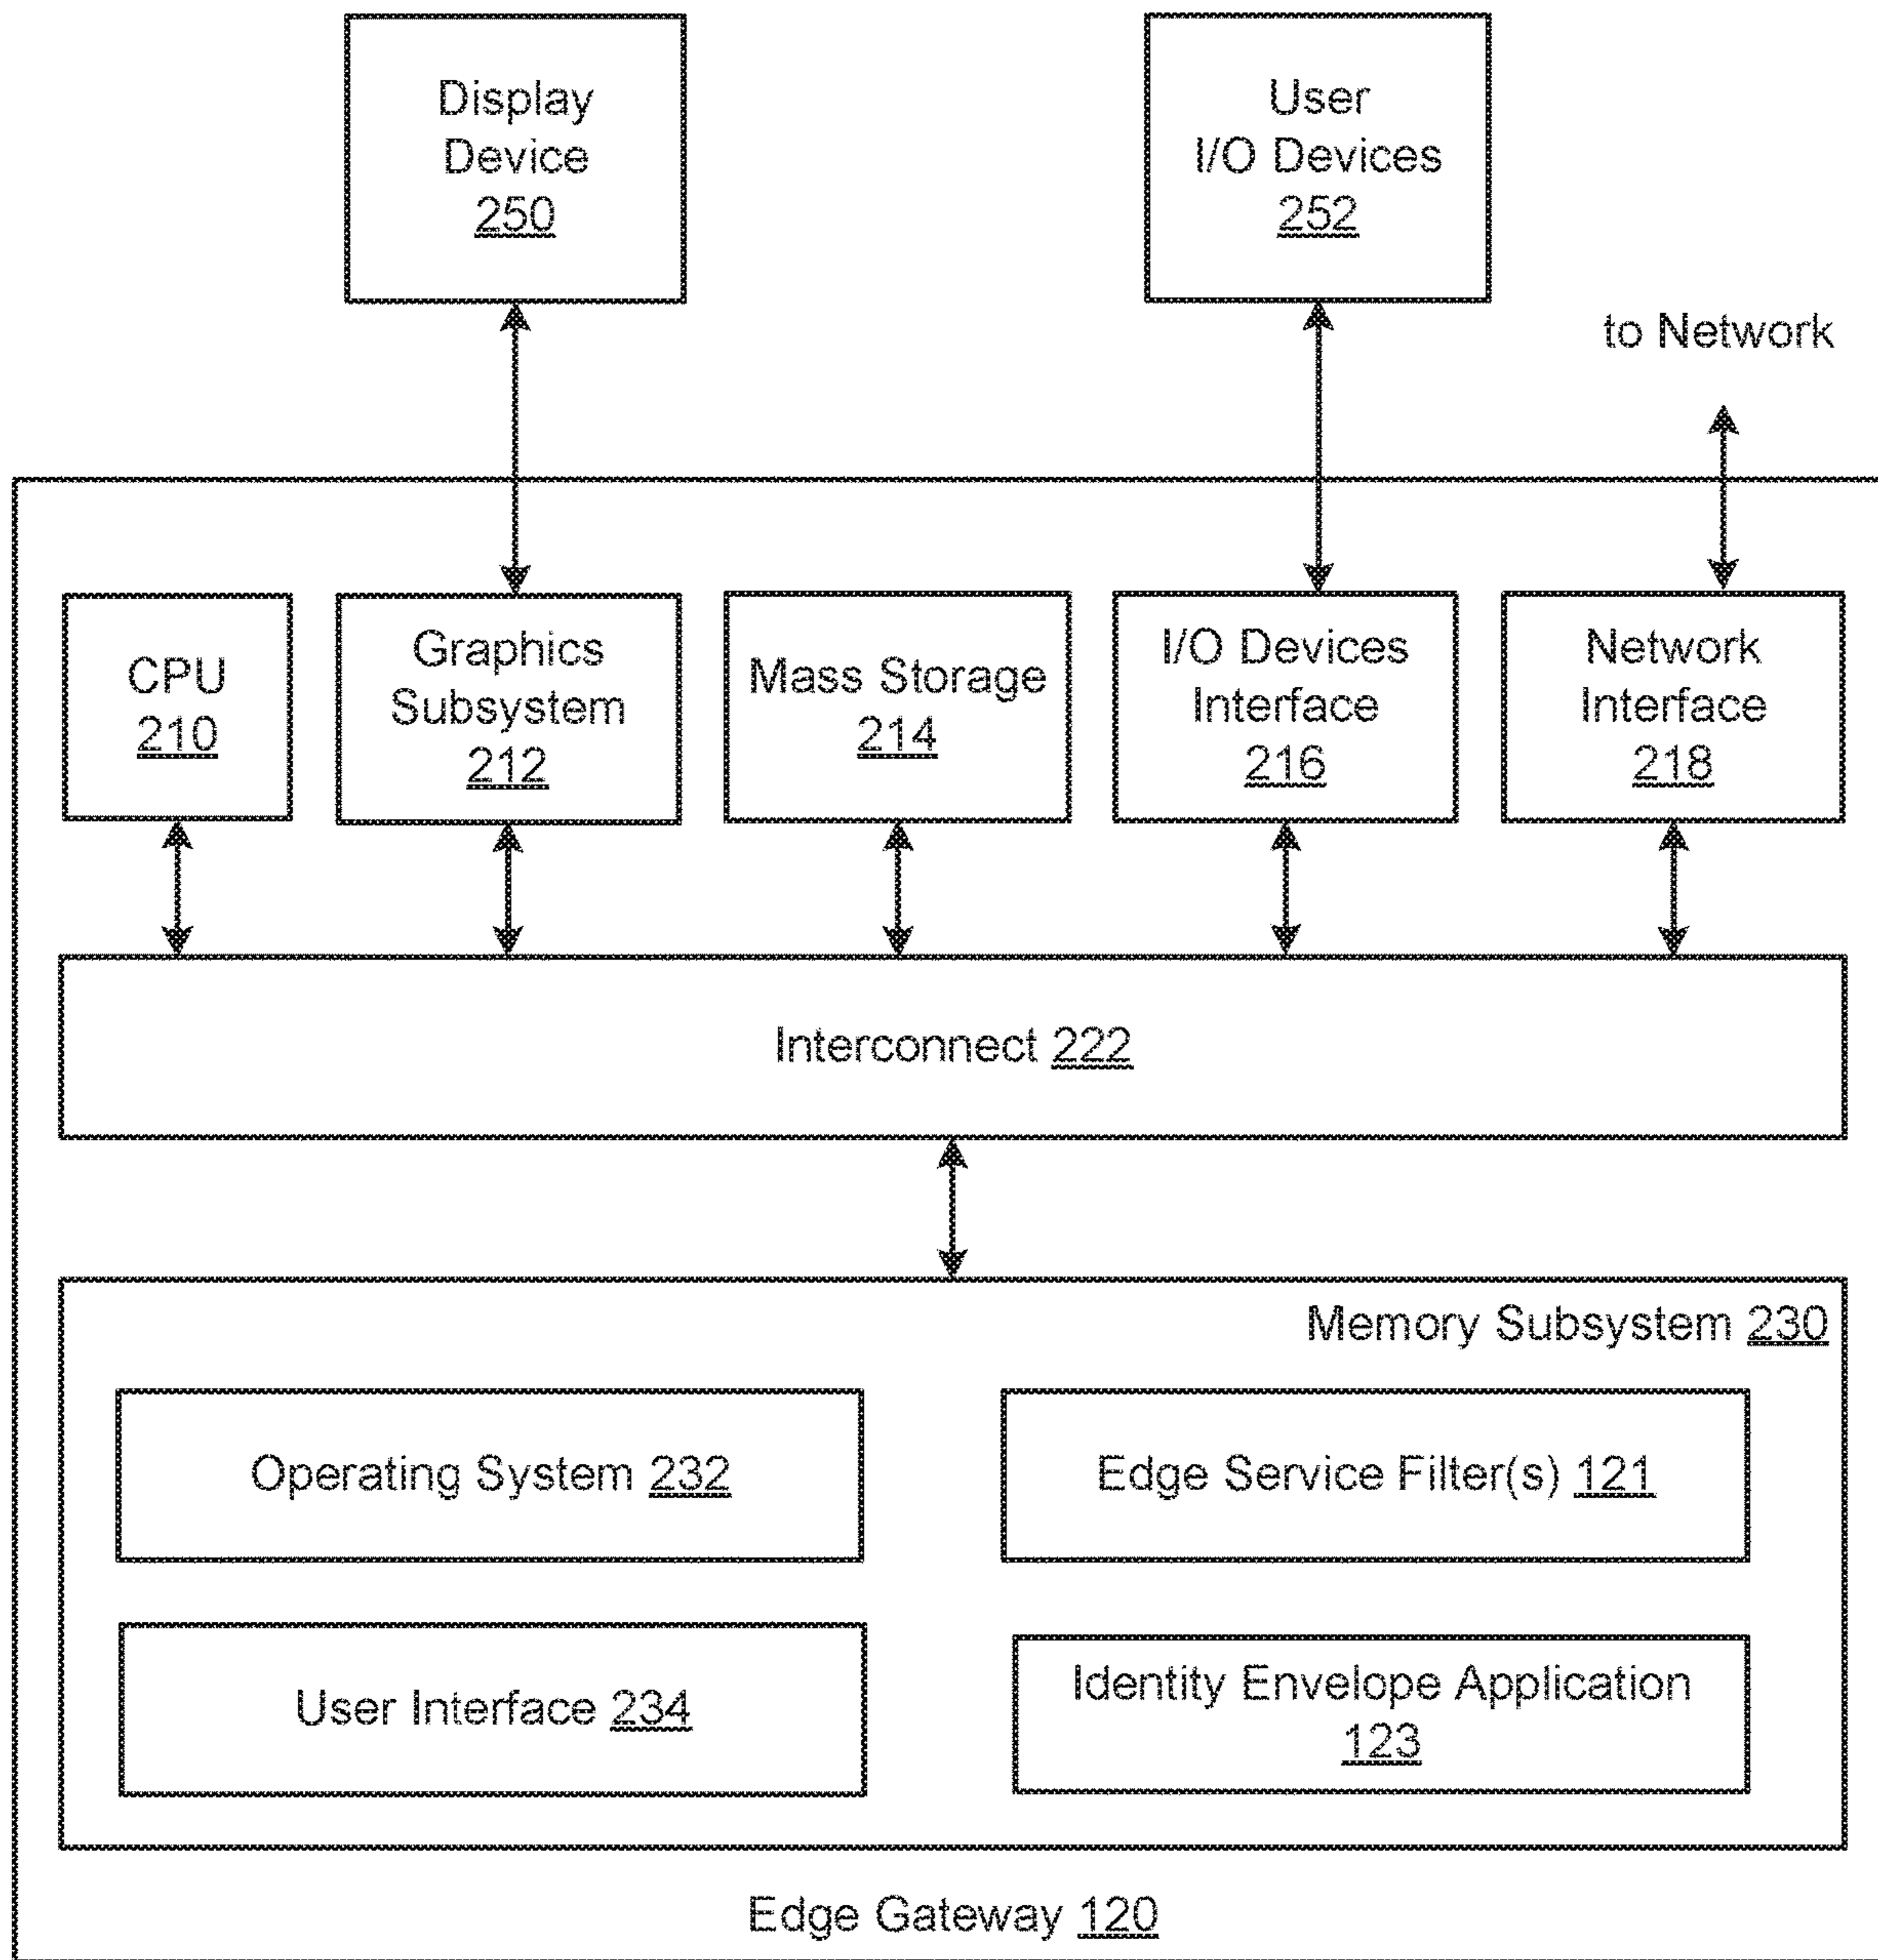 Display
Device
250
User
I/O Devices
252
to Network
CPU
210
Graphics
Subsystem
212
Mass Storage
214
I/O Devices
Interface
216
Network
Interface
218
Interconnect 222
Memory Subsystem 230
Operating System 232
Edge Service Filter(s) 121
User Interface 234
Identity Envelope Application
123
Edge Gateway 120